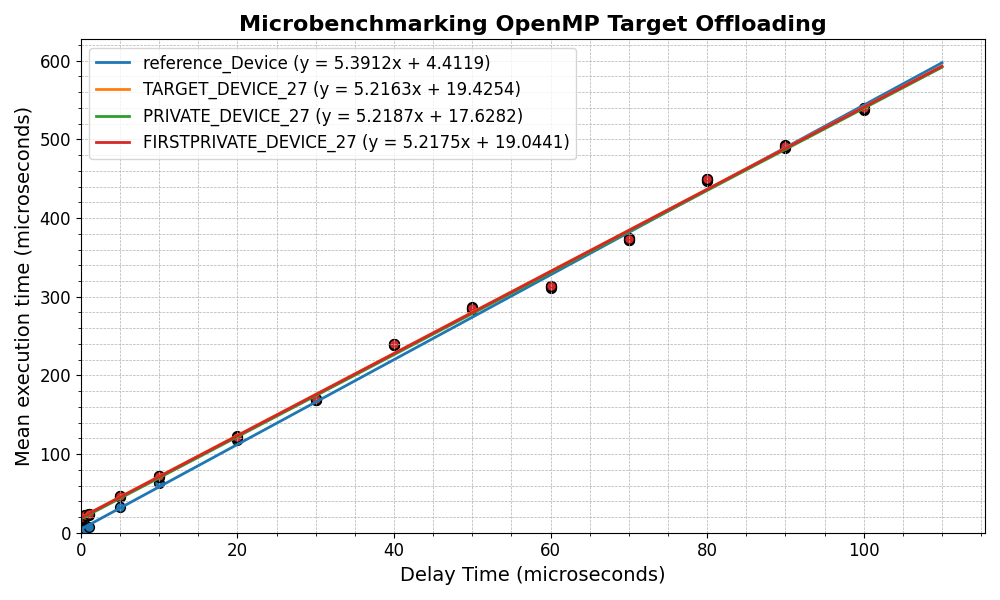 Microbenchmarking OpenMP Target Offloading
reference_Device (y = 5.3912x + 4.4119)
TARGET_DEVICE_27 (y = 5.2163x + 19.4254)
PRIVATE_DEVICE_27 (y = 5.2187x + 17.6282)
FIRSTPRIVATE_DEVICE_27 (y = 5.2175x + 19.0441)
Mean execution time (microseconds)
600
500
400
300
200
100
0
0 20 40 60 80 100
Delay Time (microseconds)